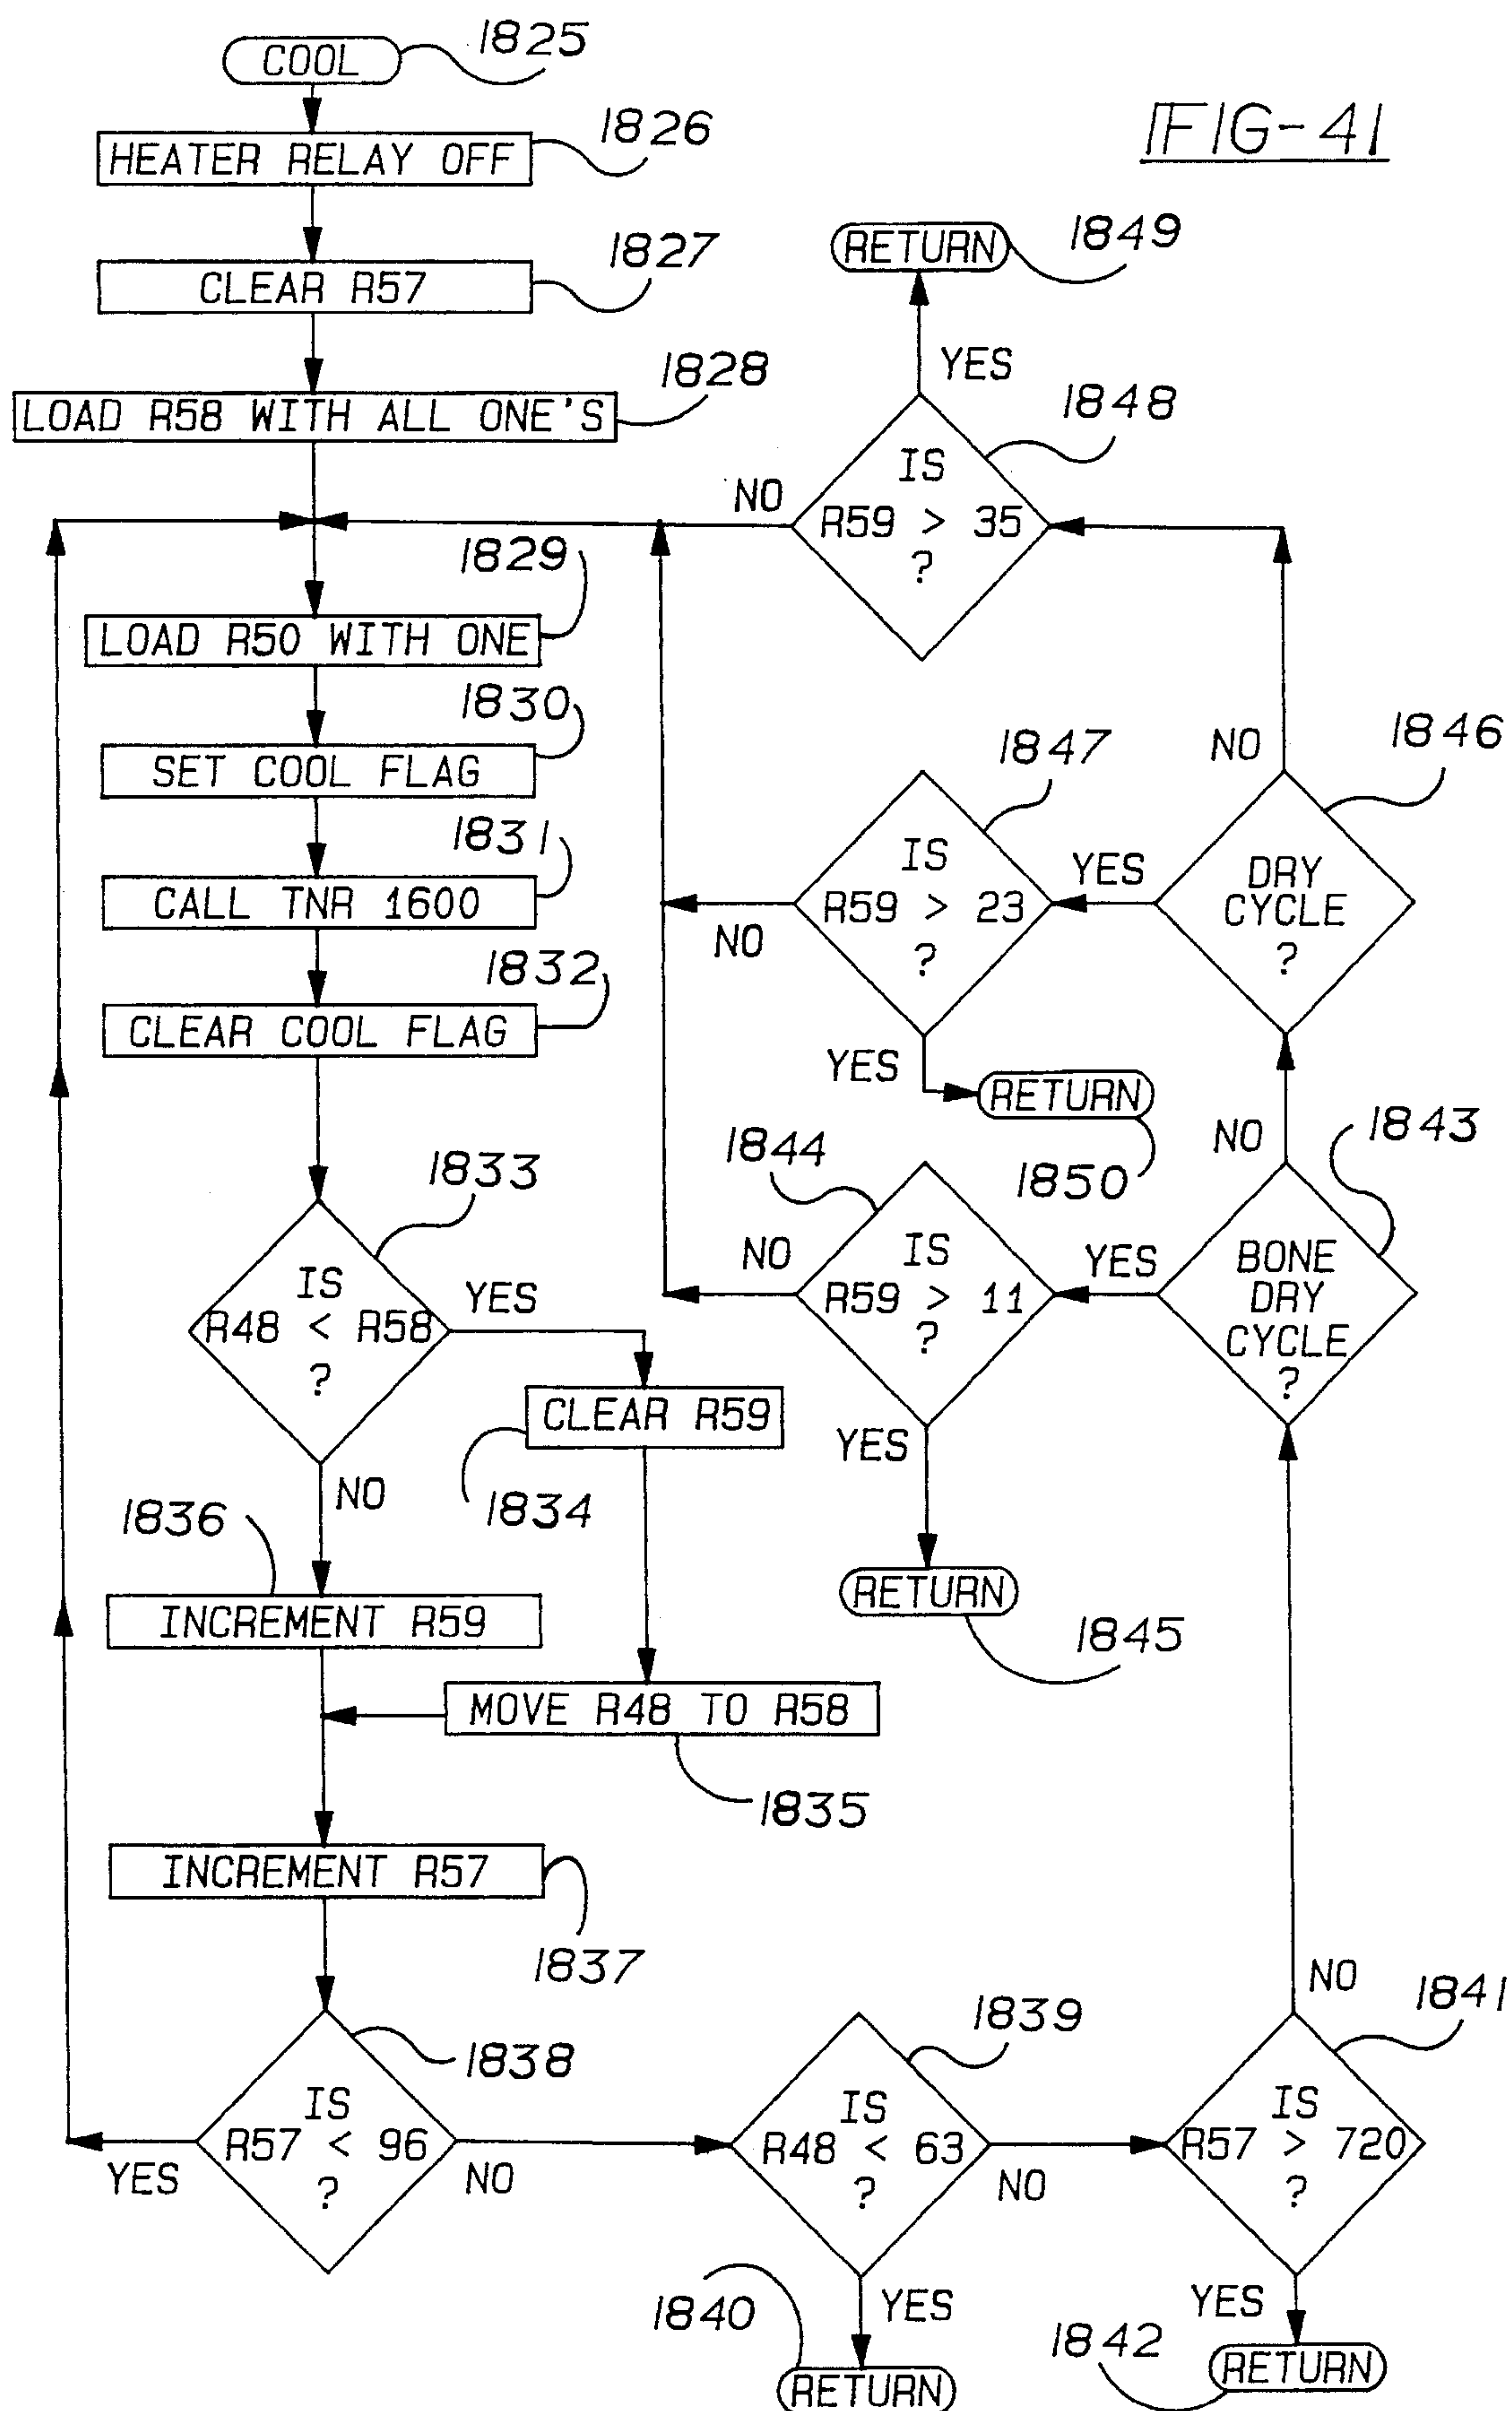 FIG-41
COOL
1825
HEATER RELAY OFF
1826
CLEAR R57
1827
LOAD R58 WITH ALL ONE'S
1828
LOAD R50 WITH ONE
1829
SET COOL FLAG
1830
CALL TNR 1600
1831
CLEAR COOL FLAG
1832
IS
R48 < R58
?
1833
YES
NO
CLEAR R59
1834
MOVE R48 TO R58
1835
INCREMENT R59
1836
INCREMENT R57
1837
IS
R57 < 96
?
1838
YES
NO
IS
R48 < 63
?
1839
NO
YES
RETURN
1840
IS
R57 > 720
?
1841
NO
YES
RETURN
1842
BONE
DRY
CYCLE
?
1843
YES
NO
IS
R59 > 11
?
1844
NO
YES
RETURN
1845
DRY
CYCLE
?
1846
YES
NO
IS
R59 > 23
?
1847
NO
YES
RETURN
1850
IS
R59 > 35
?
1848
NO
YES
RETURN
1849